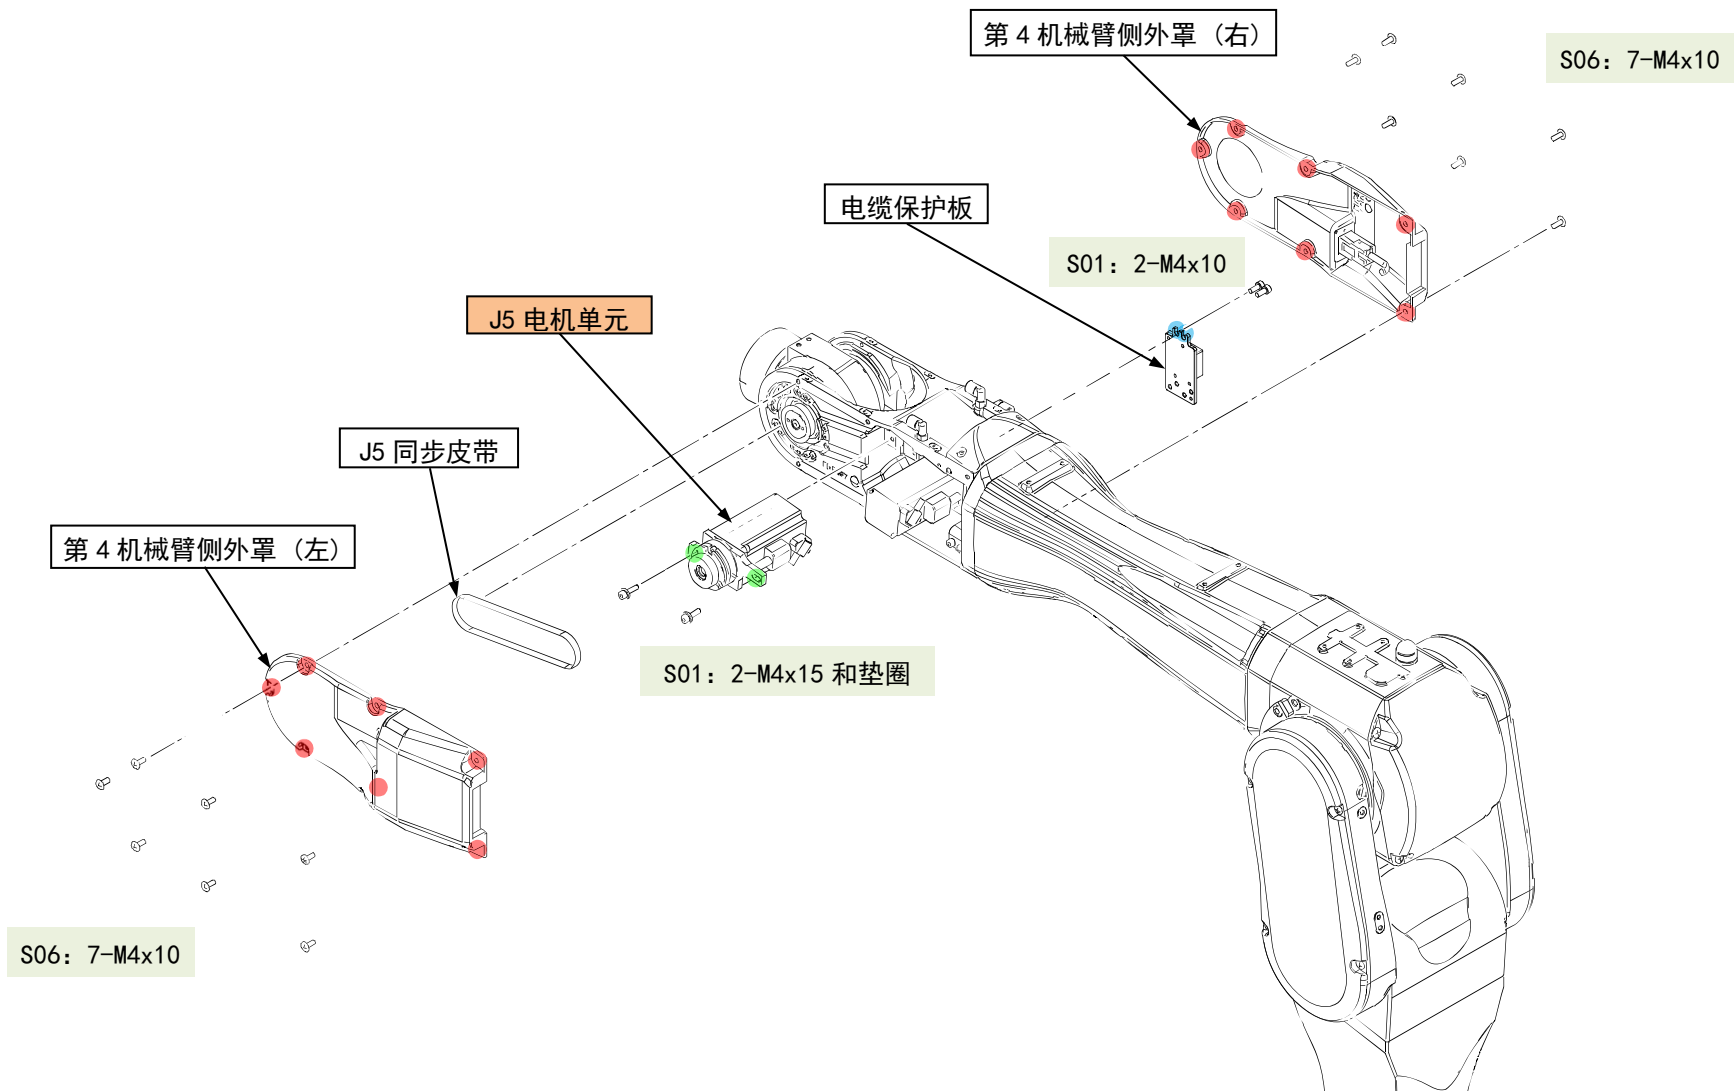 第 4 机械臂侧外罩 (右)
S06: 7-M4x10
电缆保护板
S01: 2-M4x10
J5 电机单元
J5 同步皮带
第 4 机械臂侧外罩 (左)
S01: 2-M4x15 和垫圈
S06: 7-M4x10